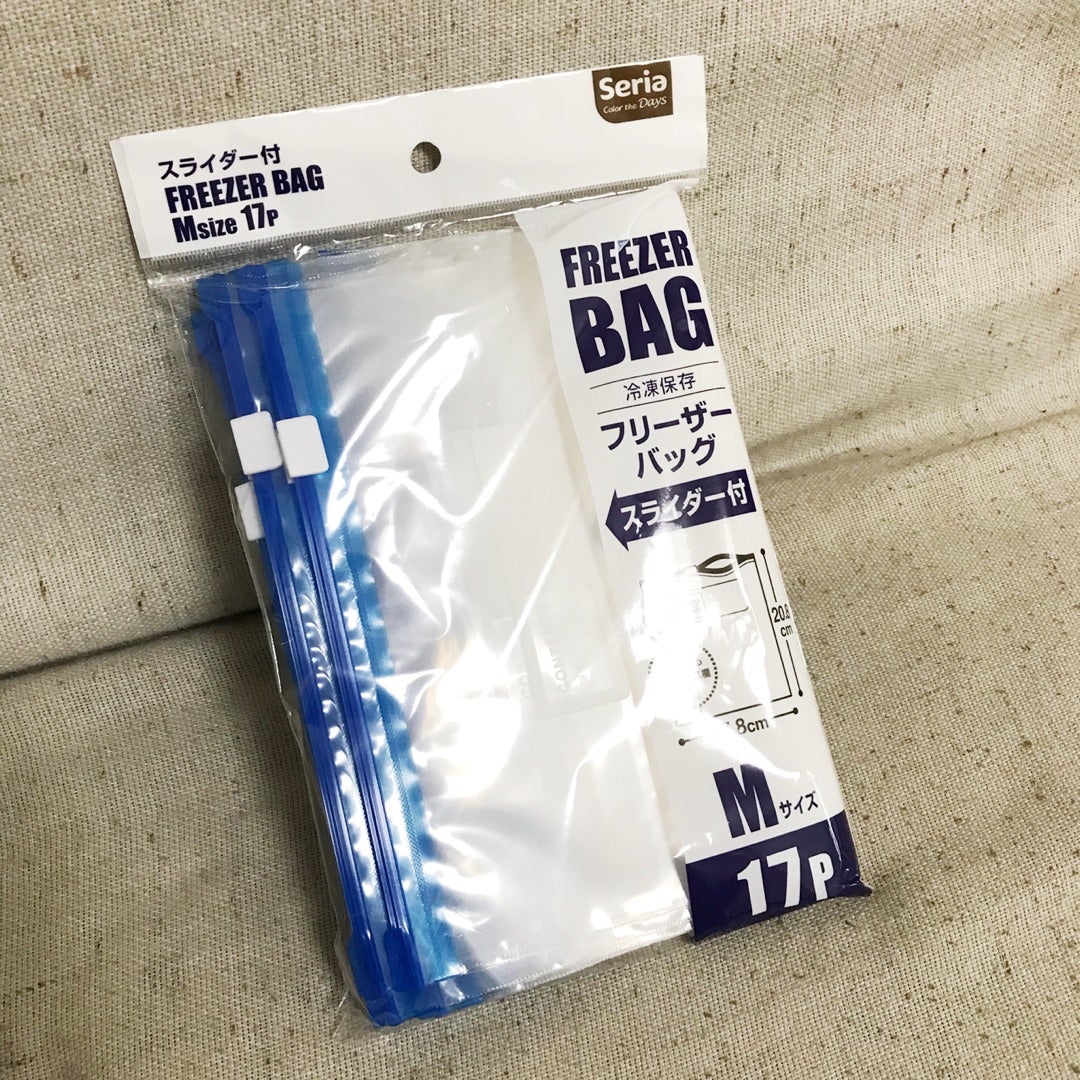 Seria
Color the Days
スライダー付
FREEZER BAG
Msize 17P
FREEZER
BAG
冷凍保存
フリーザー
バッグ
スライダー付
20.8
cm
8cm
M サイズ
17P